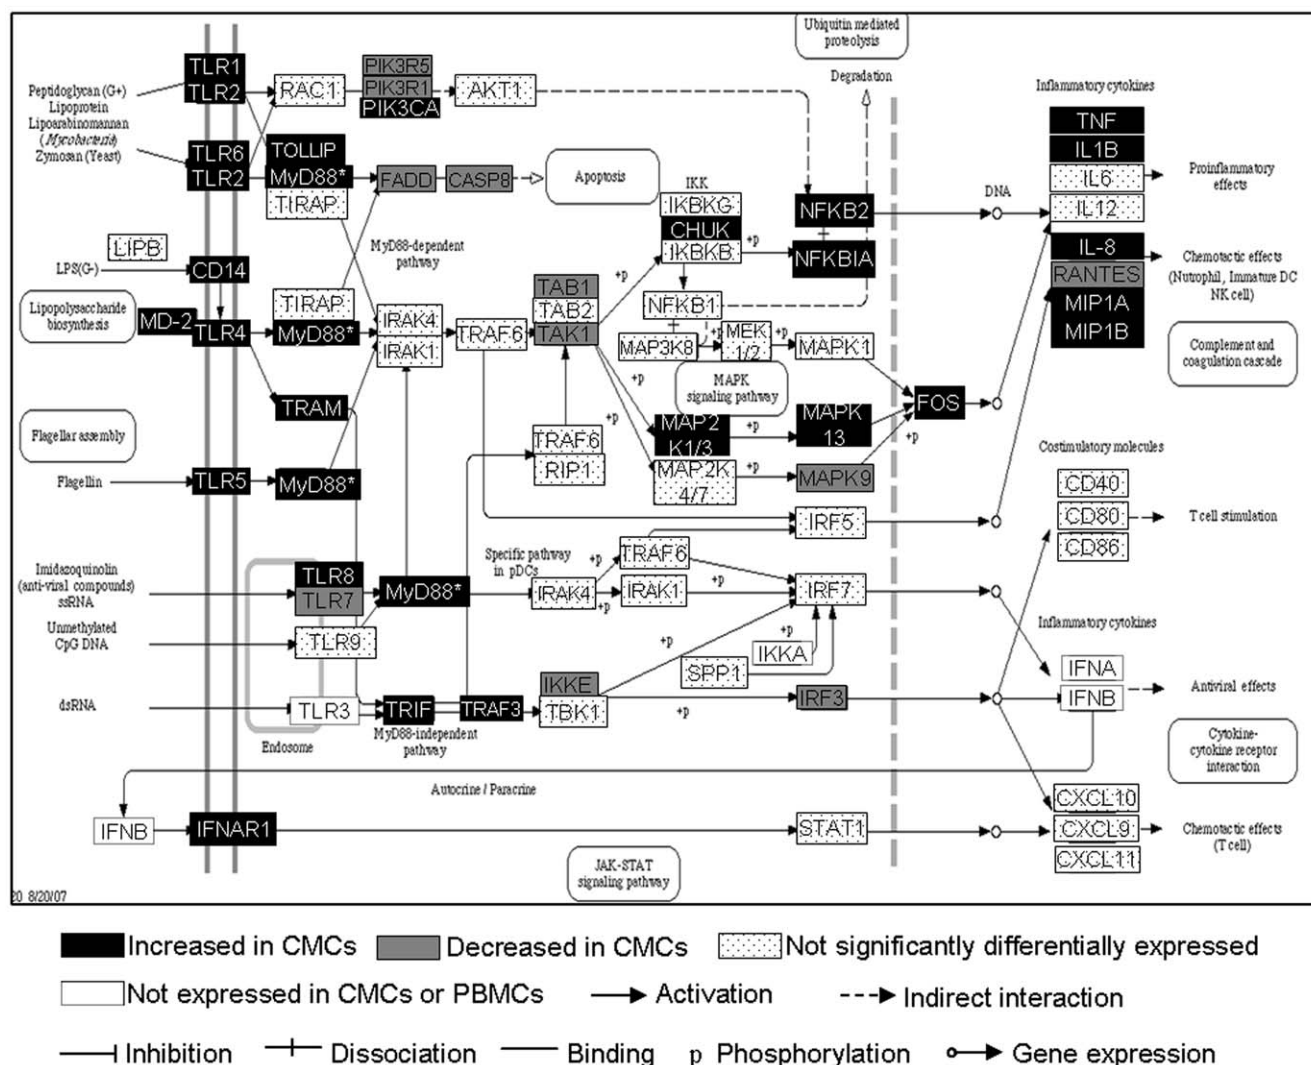 Ubiquitin mediated
proteolysis
Degradation
Inflammatory cytokines
TLR1
TLR2
Peptidoglycan (G+)
Lipoprotein
Lipoarabinomannan
(Mycobacteria)
Zymosan (Yeast)
RAC1
PIK3R5
PIK3R1
PIK3CA
AKT1
TNF
IL1B
IL6
IL12
Proinflammatory
effects
TLR6
TLR2
TOLLIP
MyD88*
TIRAP
FADD
CASP8
Apoptosis
IKK
IKBKG
CHUK
IKBKB
+p
+p
NFKB2
NFKBIA
DNA
LIPB
LPS(G-)
CD14
MyD88-dependent
pathway
IL-8
RANTES
MIP1A
MIP1B
Chemotactic effects
(Nutrophil, Immature DC
NK cell)
Lipopolysaccharide
biosynthesis
MD-2
TLR4
TIRAP
MyD88*
IRAK4
IRAK1
TRAF6
TAB1
TAB2
TAK1
NFKB1
MAP3K8
+p
MEK
1/2
+p
MAPK1
Complement and
coagulation cascade
MAPK
signaling pathway
+p
TRAM
FOS
Flagellar assembly
+p
TRAF6
RIP1
+p
MAP2
K1/3
+p
MAPK
13
+p
MAP2K
4/7
+p
MAPK9
Costimulatory molecules
CD40
CD80
CD86
T cell stimulation
Flagellin
TLR5
MyD88*
IRF5
Imidazoquinolin
(anti-viral compounds)
ssRNA
TLR8
TLR7
MyD88*
Specific pathway
in pDCs
IRAK4
+p
+p
TRAF6
IRAK1
+p
IRF7
Unmethylated
CpG DNA
TLR9
+p
+p
IKKA
SPP1
Inflammatory cytokines
IFNA
IFNB
Antiviral effects
dsRNA
TLR3
TRIF
TRAF3
IKKE
TBK1
+p
IRF3
Endosome
MyD88-independent
pathway
Cytokine-
cytokine receptor
interaction
Autocrine / Paracrine
IFNB
IFNAR1
STAT1
CXCL10
CXCL9
CXCL11
Chemotactic effects
(T cell)
JAK-STAT
signaling pathway
20 8/20/07
Increased in CMCs
Decreased in CMCs
Not significantly differentially expressed
Not expressed in CMCs or PBMCs
Activation
Indirect interaction
Inhibition
Dissociation
Binding
p Phosphorylation
Gene expression